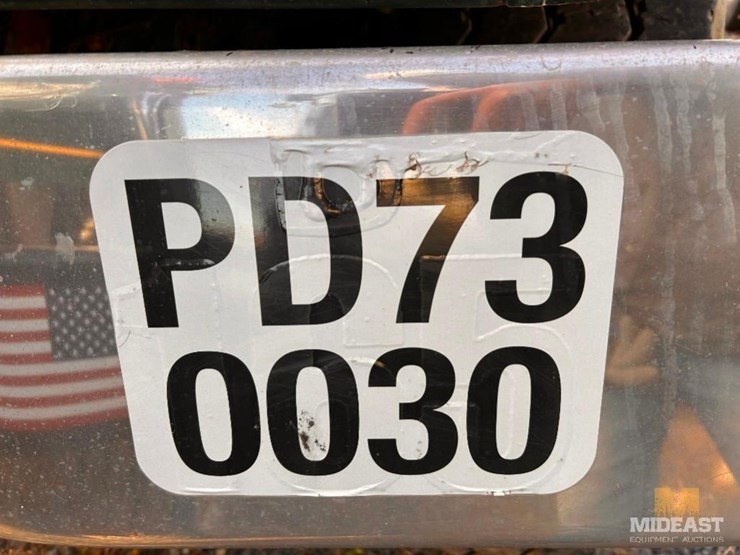 PD73
0030
MIDEAST
EQUIPMENT AUCTIONS